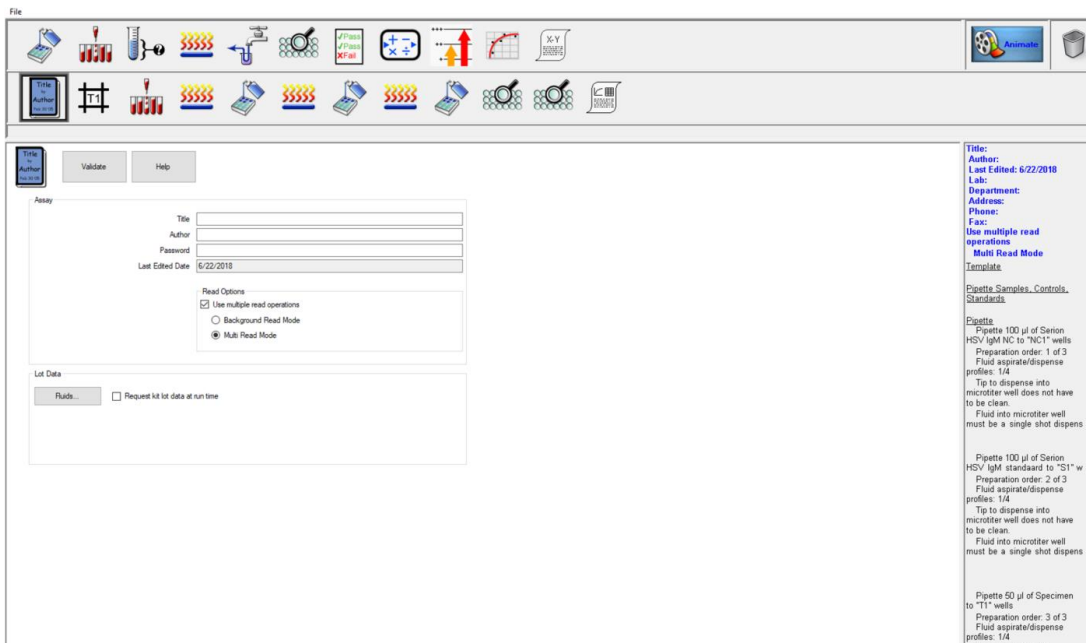 File
Pass
Pass
Fail
X-Y
Animate
Title
Author
T1
Title
Author
Validate
Help
Assay
Title
Author
Password
Last Edited Date
6/22/2018
Read Options
Use multiple read operations
Background Read Mode
Multi Read Mode
Lot Data
Fluids...
Request kit lot data at run time
Title:
Author:
Last Edited: 6/22/2018
Lab:
Department:
Address:
Phone:
Fax:
Use multiple read
operations
Multi Read Mode
Template
Pipette Samples, Controls,
Standards
Pipette
Pipette 100 µl of Serion
HSV IgM NC to "NC1" wells
Preparation order: 1 of 3
Fluid aspirate/dispense
profiles: 1/4
Tip to dispense into
microtiter well does not have
to be clean.
Fluid into microtiter well
must be a single shot dispens
Pipette 100 µl of Serion
HSV IgM standaard to "S1" w
Preparation order: 2 of 3
Fluid aspirate/dispense
profiles: 1/4
Tip to dispense into
microtiter well does not have
to be clean.
Fluid into microtiter well
must be a single shot dispens
Pipette 50 µl of Specimen
to "T1" wells
Preparation order: 3 of 3
Fluid aspirate/dispense
profiles: 1/4